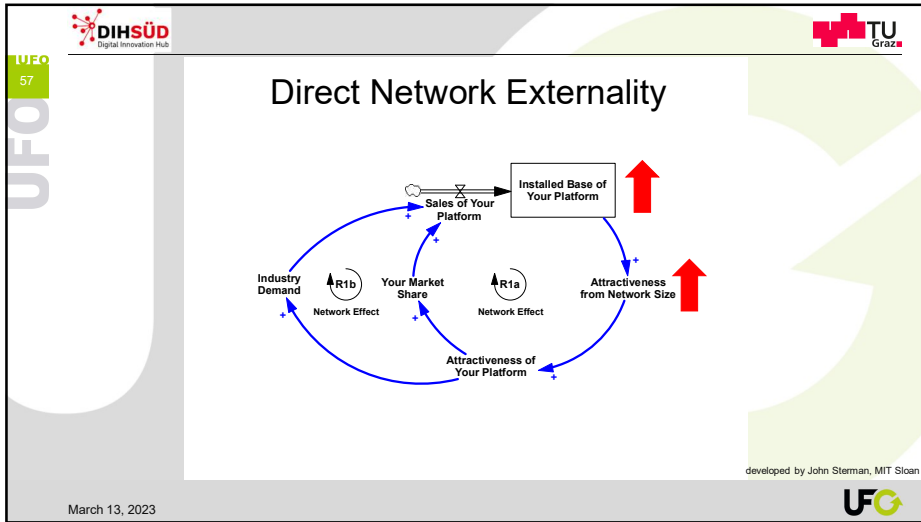 DIHSÜD
Digital Innovation Hub
TU
Graz
UFO
57
UFO
Direct Network Externality
Installed Base of
Your Platform
Sales of Your
Platform
+
+
+
Industry
Demand
R1b
Network Effect
Your Market
Share
R1a
Network Effect
Attractiveness
from Network Size
+
+
Attractiveness of
Your Platform
+
developed by John Sterman, MIT Sloan
March 13, 2023
UFO